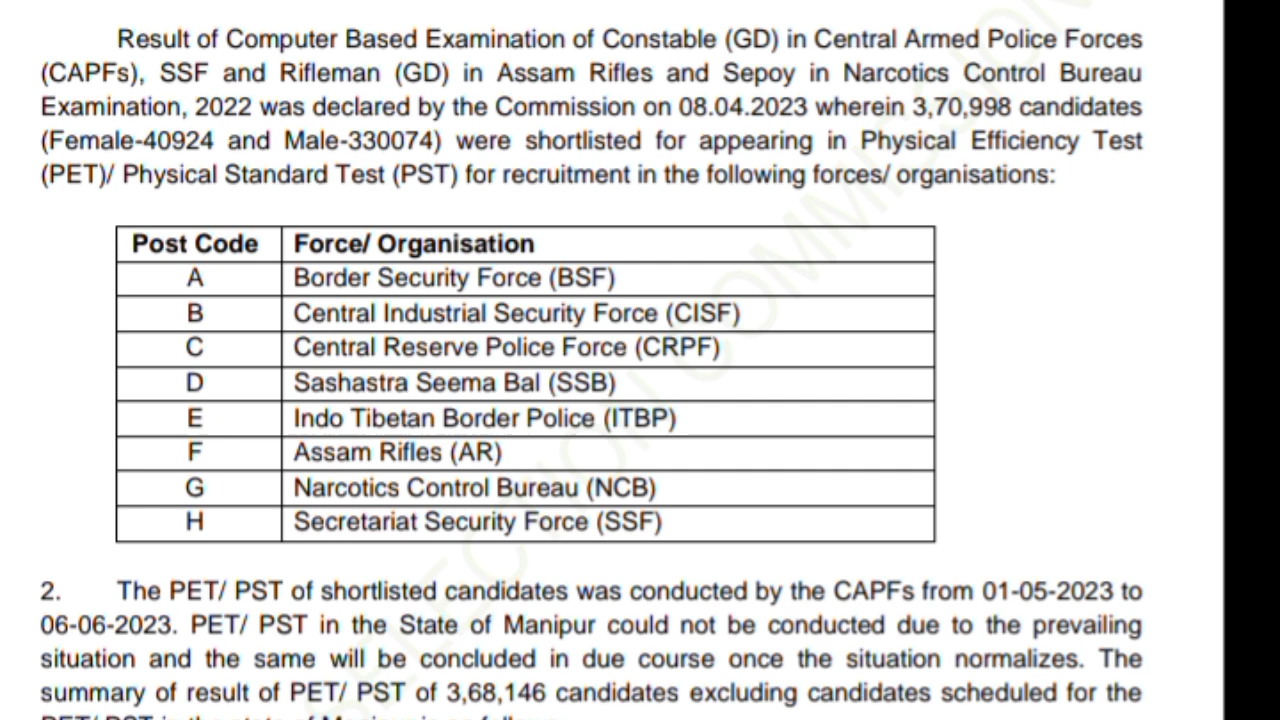 Result of Computer Based Examination of Constable (GD) in Central Armed Police Forces
(CAPFs), SSF and Rifleman (GD) in Assam Rifles and Sepoy in Narcotics Control Bureau
Examination, 2022 was declared by the Commission on 08.04.2023 wherein 3,70,998 candidates
(Female-40924 and Male-330074) were shortlisted for appearing in Physical Efficiency Test
(PET)/ Physical Standard Test (PST) for recruitment in the following forces/ organisations:
Post Code Force/ Organisation
A Border Security Force (BSF)
B Central Industrial Security Force (CISF)
C Central Reserve Police Force (CRPF)
D Sashastra Seema Bal (SSB)
E Indo Tibetan Border Police (ITBP)
F Assam Rifles (AR)
G Narcotics Control Bureau (NCB)
H Secretariat Security Force (SSF)
2. The PET/ PST of shortlisted candidates was conducted by the CAPFs from 01-05-2023 to
06-06-2023. PET/ PST in the State of Manipur could not be conducted due to the prevailing
situation and the same will be concluded in due course once the situation normalizes. The
summary of result of PET/ PST of 3,68,146 candidates excluding candidates scheduled for the
SELECTION COMMISSION